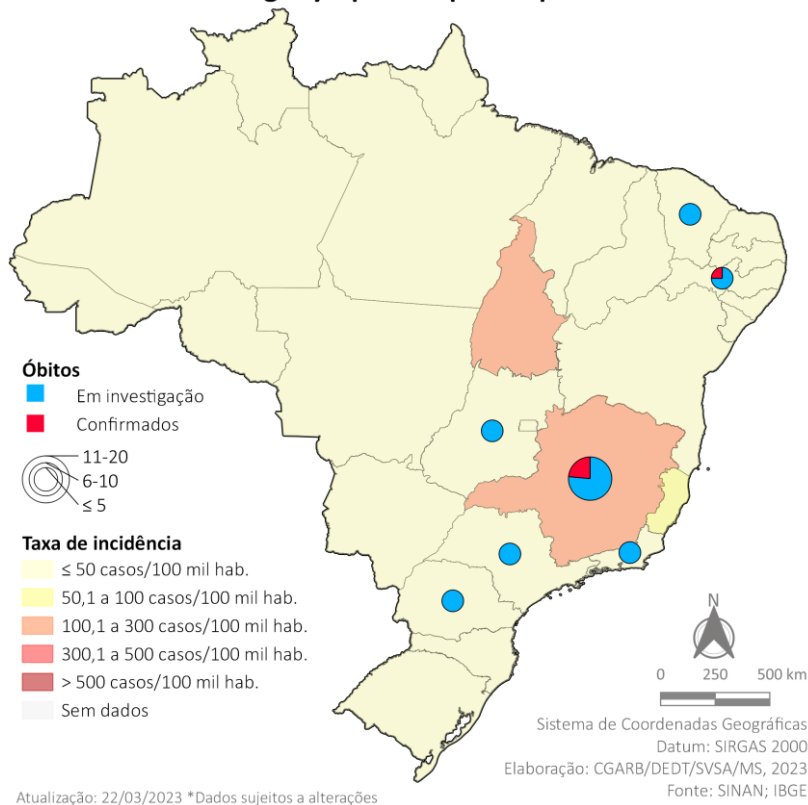 Óbitos
Em investigação
Confirmados
11-20
6-10
≤ 5
Taxa de incidência
≤ 50 casos/100 mil hab.
50,1 a 100 casos/100 mil hab.
100,1 a 300 casos/100 mil hab.
300,1 a 500 casos/100 mil hab.
> 500 casos/100 mil hab.
Sem dados
N
0 250 500 km
Sistema de Coordenadas Geográficas
Datum: SIRGAS 2000
Elaboração: CGARB/DEDT/SVSA/MS, 2023
Fonte: SINAN; IBGE
Atualização: 22/03/2023 *Dados sujeitos a alterações